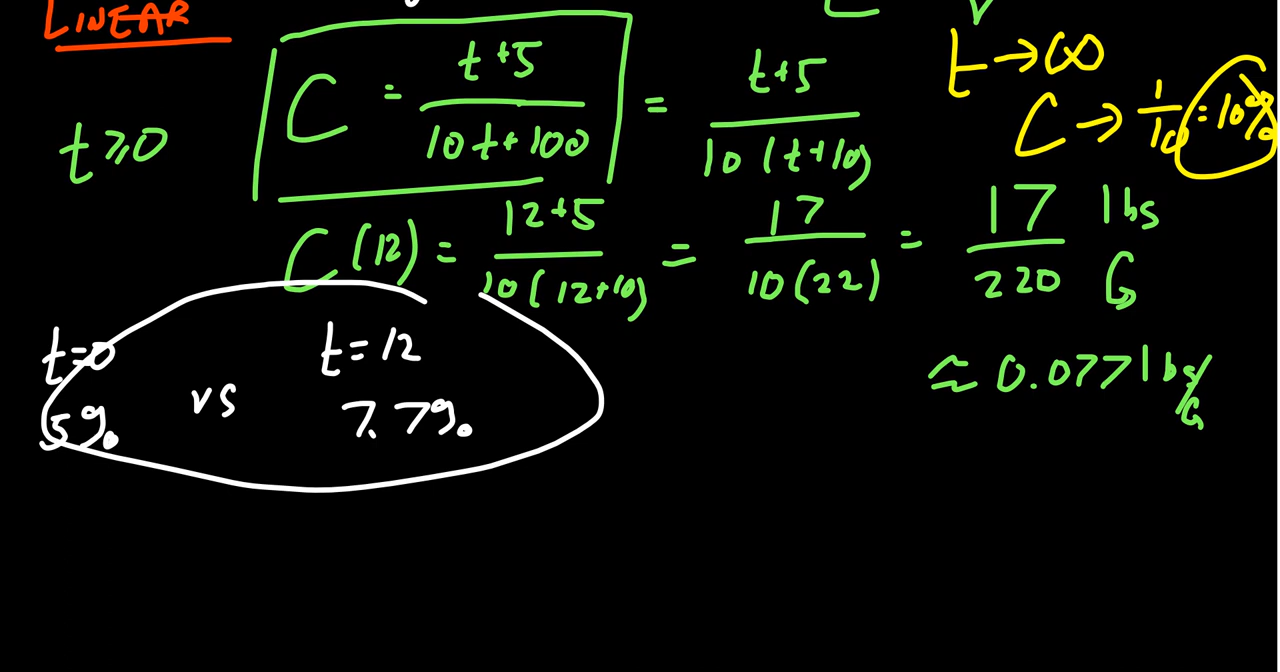 LINEAR
t → ∞
C = t+5 / 10t+100 = t+5 / 10(t+10)
C → 1/10 = 10%
t ≥ 0
C(12) = 12+5 / 10(12+10) = 17 / 10(22) = 17 / 220 lbs / G
t=0 vs t=12
5% 7.7%
≈ 0.077 lbs/G